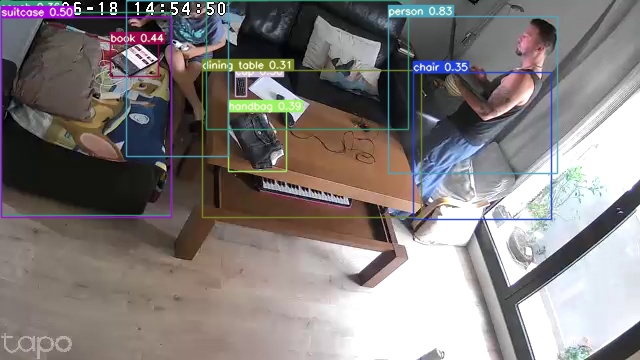 06-18 14:54:50
person 0.83
suitcase 0.50
book 0.44
dining table 0.31
chair 0.35
handbag 0.39
tapo